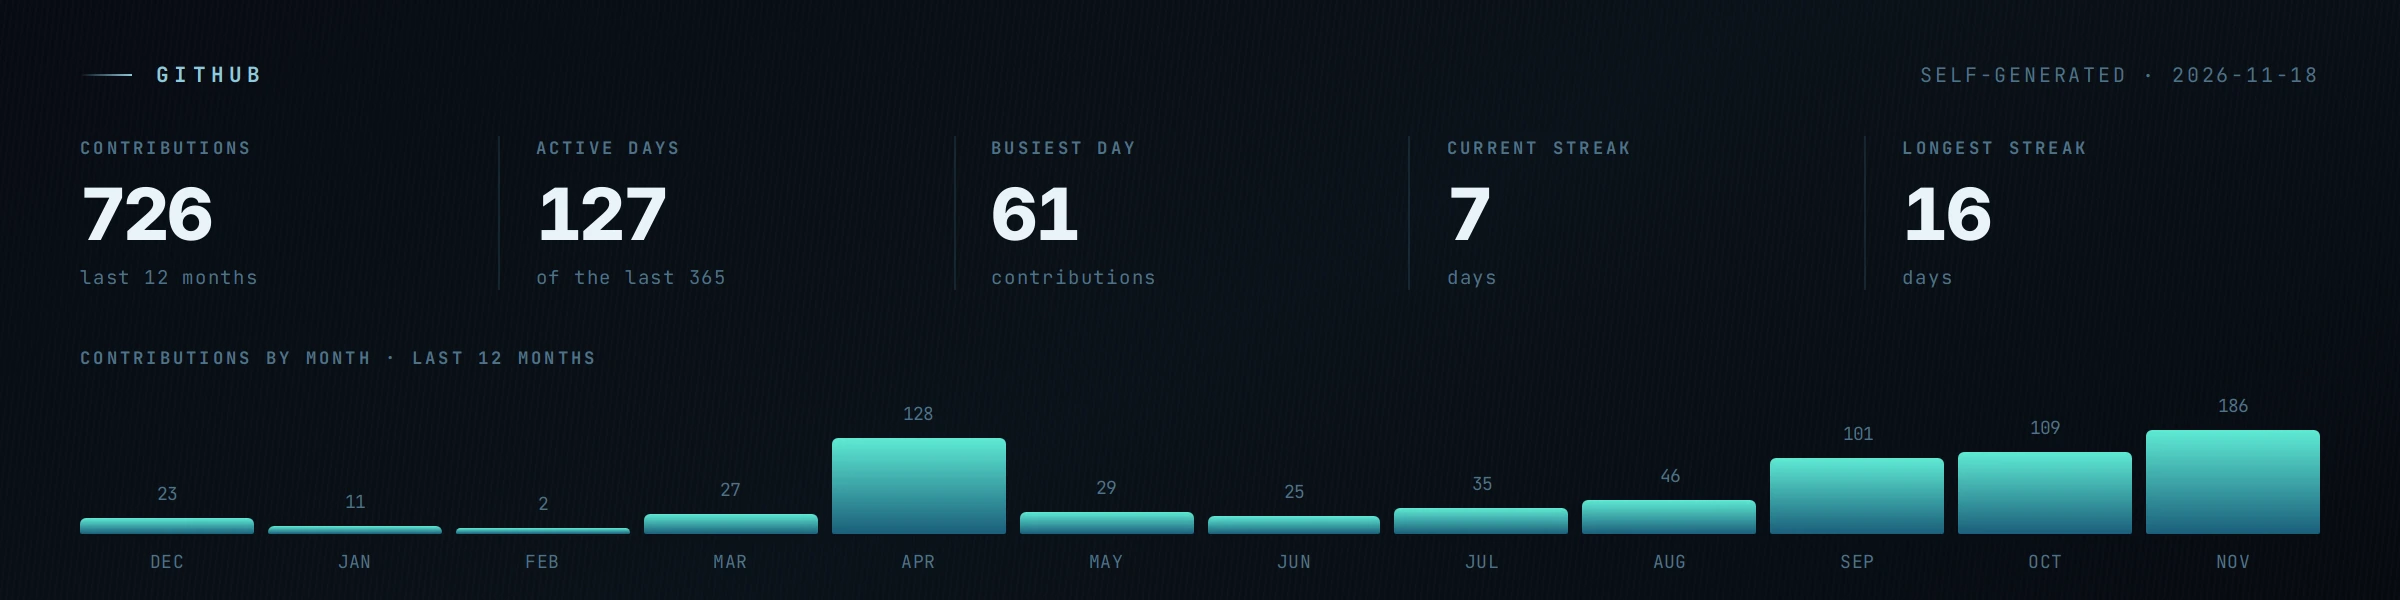 GITHUB
SELF-GENERATED · 2026-11-18
CONTRIBUTIONS
726
last 12 months
ACTIVE DAYS
127
of the last 365
BUSIEST DAY
61
contributions
CURRENT STREAK
7
days
LONGEST STREAK
16
days
CONTRIBUTIONS BY MONTH · LAST 12 MONTHS
23
11
2
27
128
29
25
35
46
101
109
186
DEC
JAN
FEB
MAR
APR
MAY
JUN
JUL
AUG
SEP
OCT
NOV